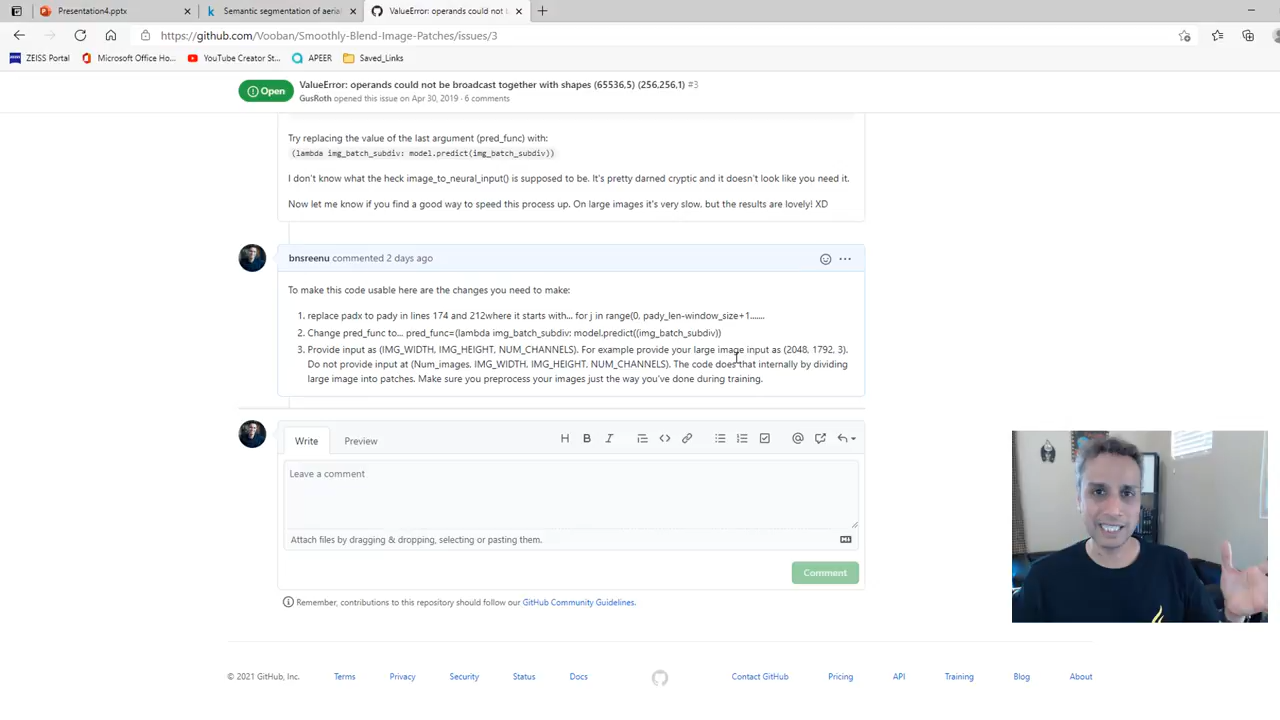 Presentation4.pptx
Semantic segmentation of aeria
ValueError: operands could not
https://github.com/Vooban/Smoothly-Blend-Image-Patches/issues/3
ZEISS Portal
Microsoft Office Ho...
YouTube Creator St...
APEER
Saved_Links
Open
ValueError: operands could not be broadcast together with shapes (65536,5) (256,256,1) #3
GusRoth opened this issue on Apr 30, 2019 · 6 comments
Try replacing the value of the last argument (pred_func) with:
(lambda img_batch_subdiv: model.predict(img_batch_subdiv))
I don't know what the heck image_to_neural_input() is supposed to be. It's pretty darned cryptic and it doesn't look like you need it.
Now let me know if you find a good way to speed this process up. On large images it's very slow, but the results are lovely! XD
bnsreenu commented 2 days ago
To make this code usable here are the changes you need to make:
1. replace padx to pady in lines 174 and 212where it starts with... for j in range(0, pady_len-window_size+1......
2. Change pred_func to... pred_func=(lambda img_batch_subdiv: model.predict((img_batch_subdiv))
3. Provide input as (IMG_WIDTH, IMG_HEIGHT, NUM_CHANNELS). For example provide your large image input as (2048, 1792, 3).
Do not provide input at (Num_images, IMG_WIDTH, IMG_HEIGHT, NUM_CHANNELS). The code does that internally by dividing
large image into patches. Make sure you preprocess your images just the way you've done during training.
Write
Preview
Leave a comment
Attach files by dragging & dropping, selecting or pasting them.
Comment
Remember, contributions to this repository should follow our GitHub Community Guidelines.
© 2021 GitHub, Inc.
Terms
Privacy
Security
Status
Docs
Contact GitHub
Pricing
API
Training
Blog
About